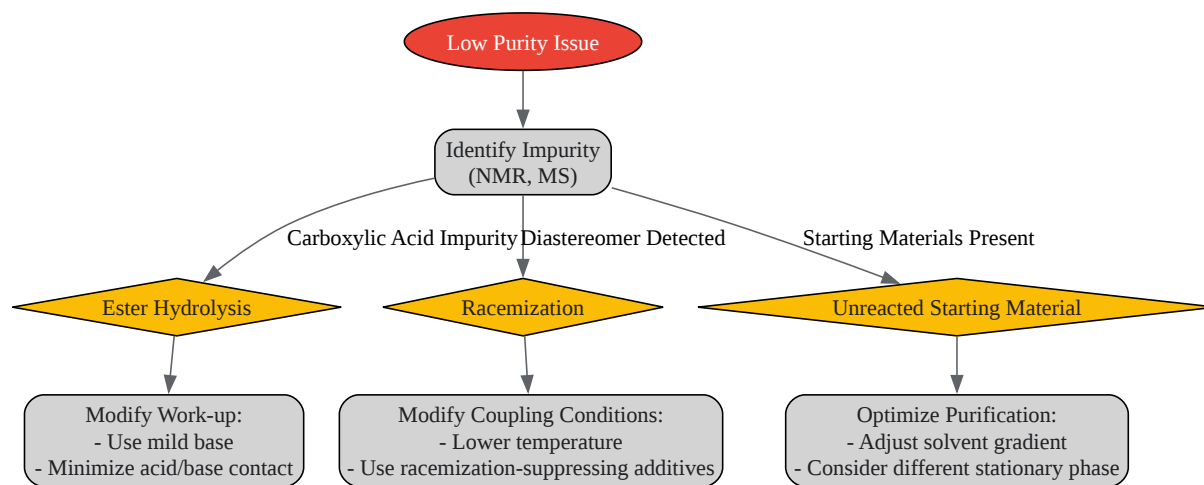 Low Purity Issue
Identify Impurity
(NMR, MS)
Carboxylic Acid Impurity
Diastereomer Detected
Starting Materials Present
Ester Hydrolysis
Racemization
Unreacted Starting Material
Modify Work-up:
- Use mild base
- Minimize acid/base contact
Modify Coupling Conditions:
- Lower temperature
- Use racemization-suppressing additives
Optimize Purification:
- Adjust solvent gradient
- Consider different stationary phase